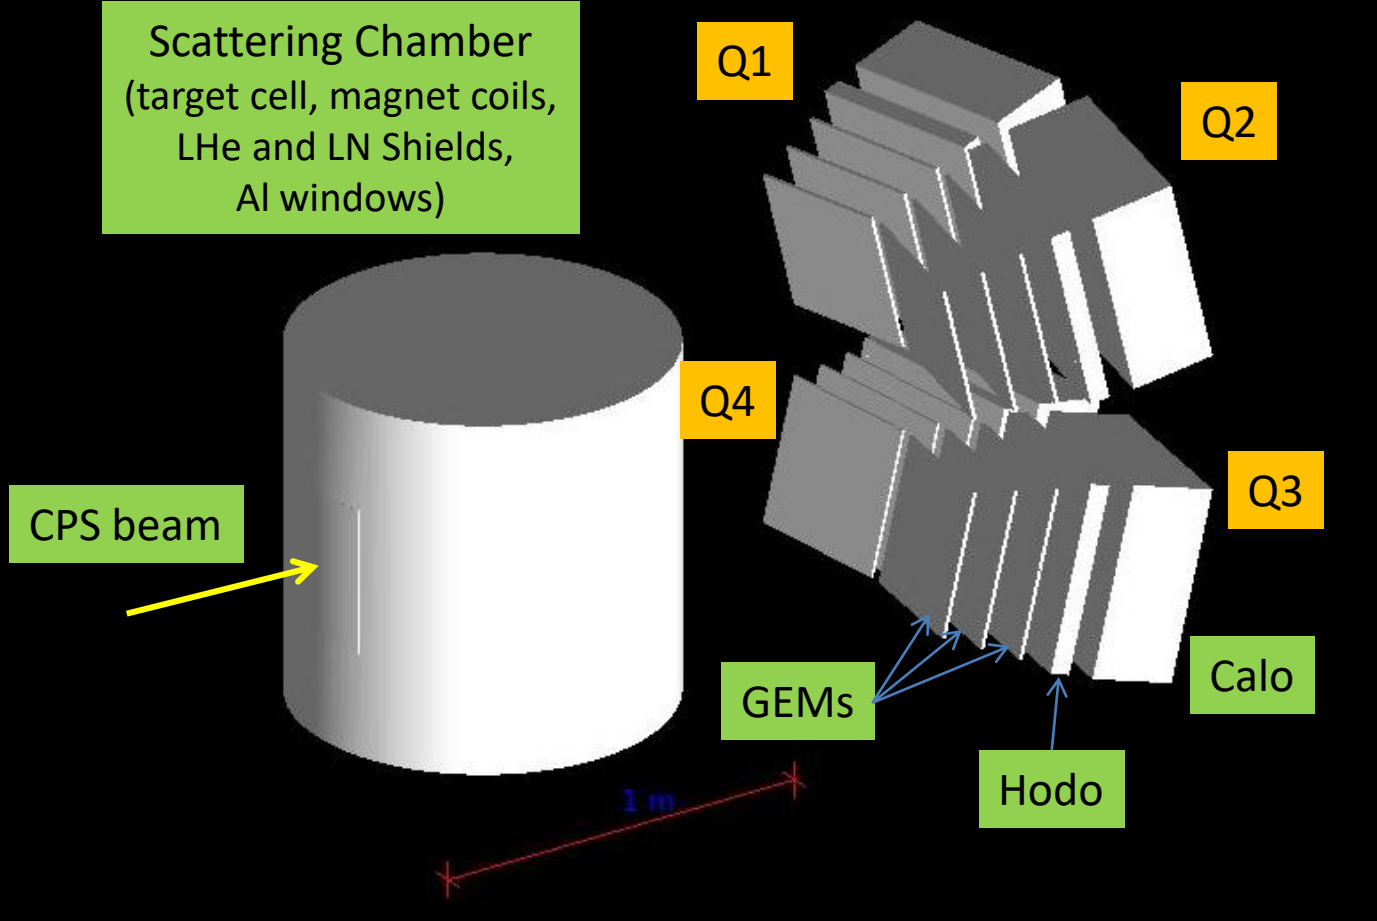 Scattering Chamber
(target cell, magnet coils,
LHe and LN Shields,
Al windows)
Q1
Q2
Q4
Q3
CPS beam
GEMs
Calo
Hodo
1 m